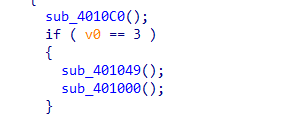 {
sub_4010C0();
if ( v0 == 3 )
{
sub_401049();
sub_401000();
}